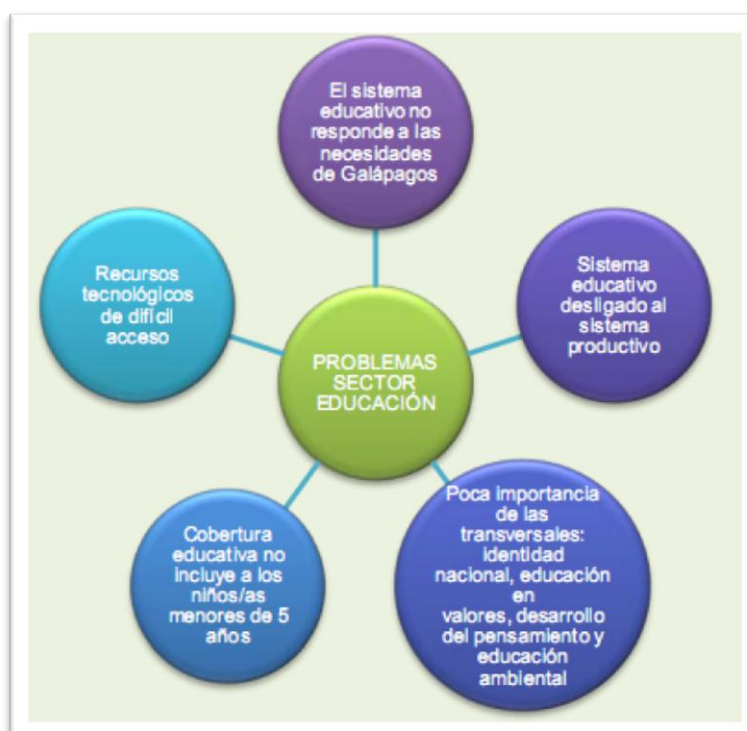 El sistema
educativo no
responde a las
necesidades
de Galápagos
Sistema
educativo
desligado al
sistema
productivo
Poca importancia
de las
transversales:
identidad
nacional, educación
en
valores, desarrollo
del pensamiento y
educación
ambiental
Cobertura
educativa no
incluye a los
niños/as
menores de 5
años
Recursos
tecnológicos
de difícil
acceso
PROBLEMAS
SECTOR
EDUCACIÓN